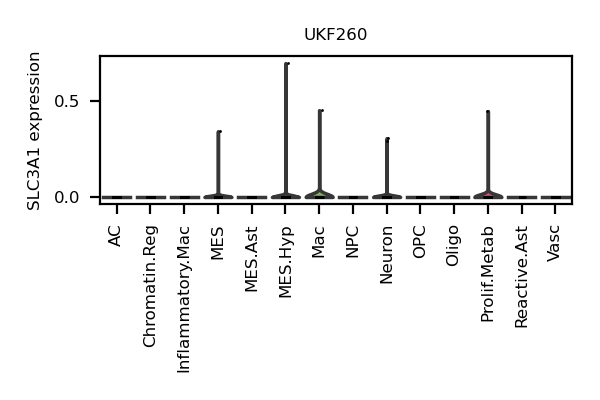 UKF260
SLC3A1 expression
0.5
0.0
AC
Chromatin.Reg
Inflammatory.Mac
MES
MES.Ast
MES.Hyp
Mac
NPC
Neuron
OPC
Oligo
Prolif.Metab
Reactive.Ast
Vasc